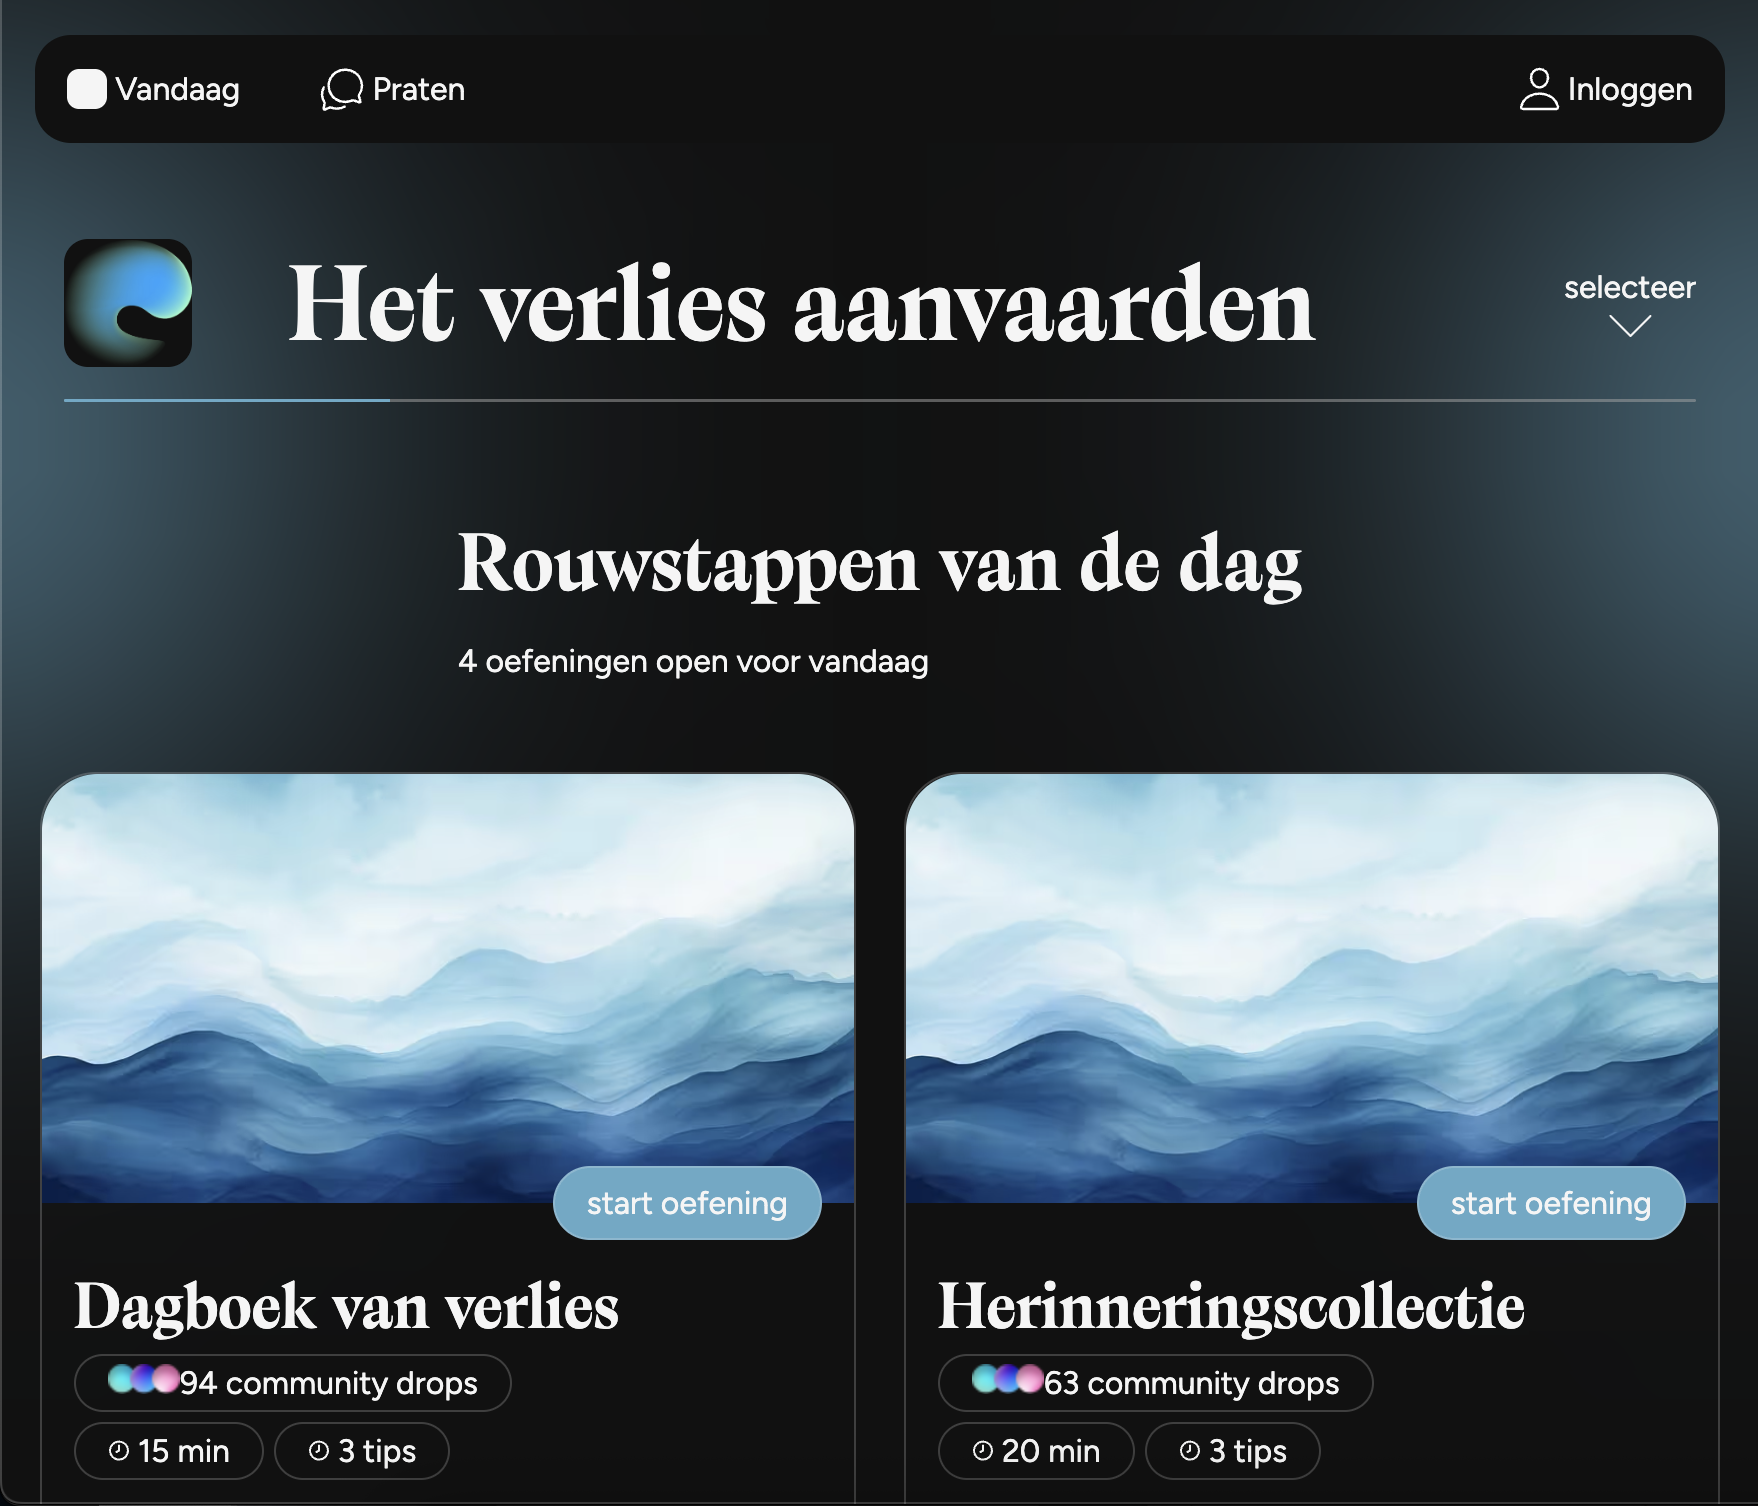 Vandaag
Praten
Inloggen
Het verlies aanvaarden
selecteer
Rouwstappen van de dag
4 oefeningen open voor vandaag
start oefening
start oefening
Dagboek van verlies
94 community drops
15 min
3 tips
Herinneringscollectie
63 community drops
20 min
3 tips